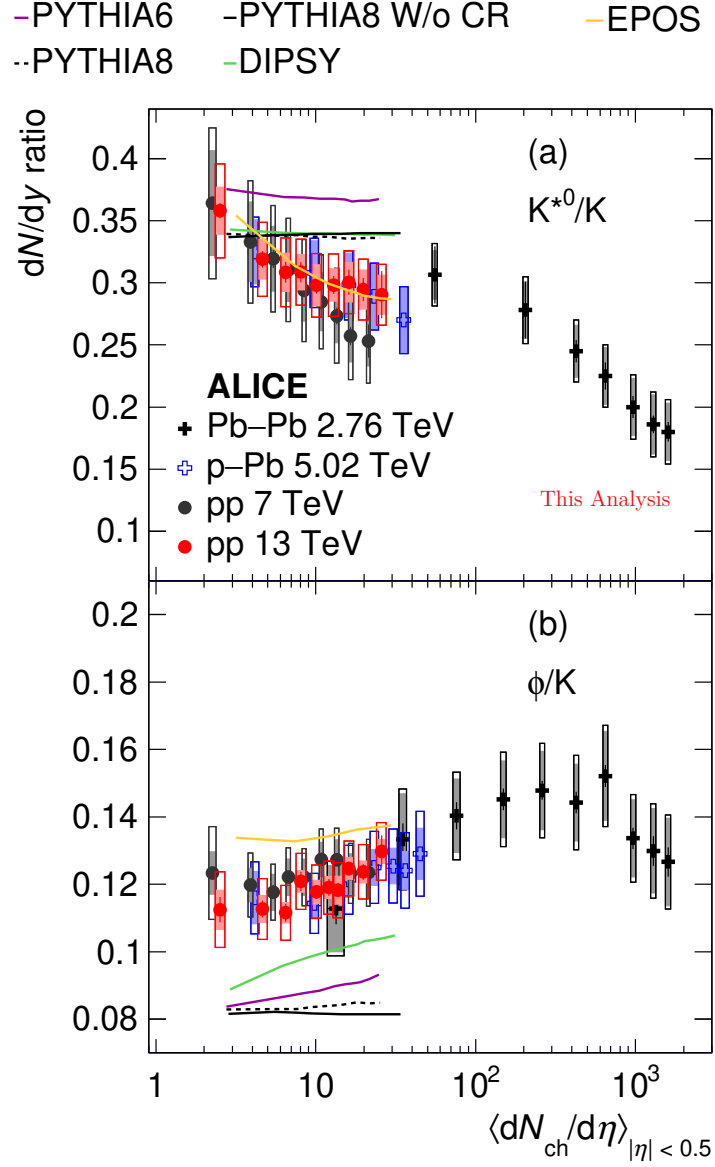 PYTHIA6 PYTHIA8 W/o CR EPOS
PYTHIA8 DIPSY
dN/dy ratio
(a)
K*⁰/K
0.4
0.35
0.3
0.25
0.2
0.15
0.1
ALICE
Pb–Pb 2.76 TeV
p–Pb 5.02 TeV
pp 7 TeV
pp 13 TeV
This Analysis
(b)
ϕ/K
0.2
0.18
0.16
0.14
0.12
0.1
0.08
1 10 10² 10³
⟨dN_ch/dη⟩_|η| < 0.5